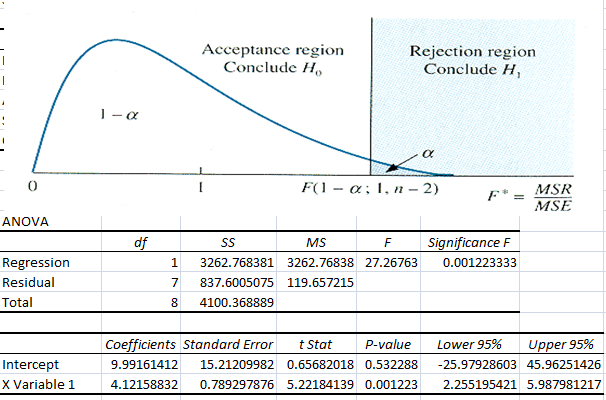 Acceptance region
Conclude H₀
Rejection region
Conclude H₁
1 − α
α
0
1
F(1 − α; 1, n − 2)
F* = MSR
MSE
ANOVA
df SS MS F Significance F
Regression 1 3262.768381 3262.76838 27.26763 0.001223333
Residual 7 837.6005075 119.657215
Total 8 4100.368889
Coefficients Standard Error t Stat P-value Lower 95% Upper 95%
Intercept 9.99161412 15.21209982 0.65682018 0.532288 -25.97928603 45.96251426
X Variable 1 4.12158832 0.789297876 5.22184139 0.001223 2.255195421 5.987981217